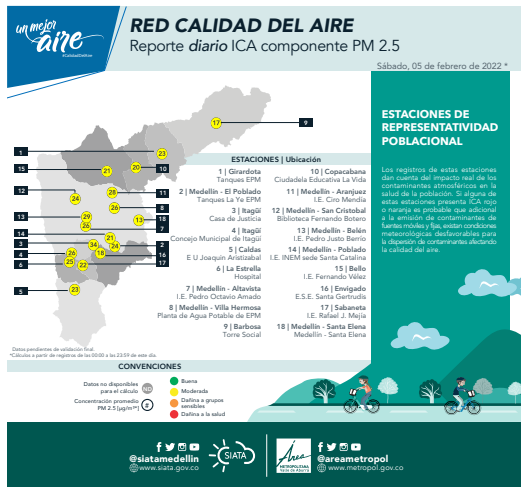 un mejor
aire
#CalidadDelAire
RED CALIDAD DEL AIRE
Reporte diario ICA componente PM 2.5
Sábado, 05 de febrero de 2022 *
ESTACIONES DE
REPRESENTATIVIDAD
POBLACIONAL
Los registros de estas estaciones
dan cuenta del impacto real de los
contaminantes atmosféricos en la
salud de la población. Si alguna de
estas estaciones presenta ICA rojo
o naranja es probable que adicional
a la emisión de contaminantes de
fuentes móviles y fijas, existan condiciones
meteorológicas desfavorables para
la dispersión de contaminantes afectando
la calidad del aire.
17 9
1 23
15 21 20 10
12 24 28 11
26 8
13 29 13 18
26 7
14 21
3 34 24 2
4 26 18 16
6 25 22 17
5 23
ESTACIONES | Ubicación
1 | Girardota
Tanques EPM
2 | Medellín - El Poblado
Tanques La Ye EPM
3 | Itagüí
Casa de Justicia
4 | Itagüí
Concejo Municipal de Itagüí
5 | Caldas
E U Joaquín Aristizabal
6 | La Estrella
Hospital
7 | Medellín - Altavista
I.E. Pedro Octavio Amado
8 | Medellín - Villa Hermosa
Planta de Agua Potable de EPM
9 | Barbosa
Torre Social
10 | Copacabana
Ciudadela Educativa La Vida
11 | Medellín - Aranjuez
I.E. Ciro Mendía
12 | Medellín - San Cristobal
Biblioteca Fernando Botero
13 | Medellín - Belén
I.E. Pedro Justo Berrio
14 | Medellín - Poblado
I.E. INEM sede Santa Catalina
15 | Bello
I.E. Fernando Vélez
16 | Envigado
E.S.E. Santa Gertrudis
17 | Sabaneta
I.E. Rafael J. Mejía
18 | Medellín - Santa Elena
Medellín - Santa Elena
Datos pendientes de validación final.
*Cálculos a partir de registros de las 00:00 a las 23:59 de este día.
CONVENCIONES
Datos no disponibles
para el cálculo
ND
Concentración promedio
PM 2.5 [µg/m³]
#
Buena
Moderada
Dañina a grupos
sensibles
Dañina a la salud
@siatamedellin
www.siata.gov.co
SIATA
Área
METROPOLITANA
Valle de Aburrá
@areametropol
www.metropol.gov.co